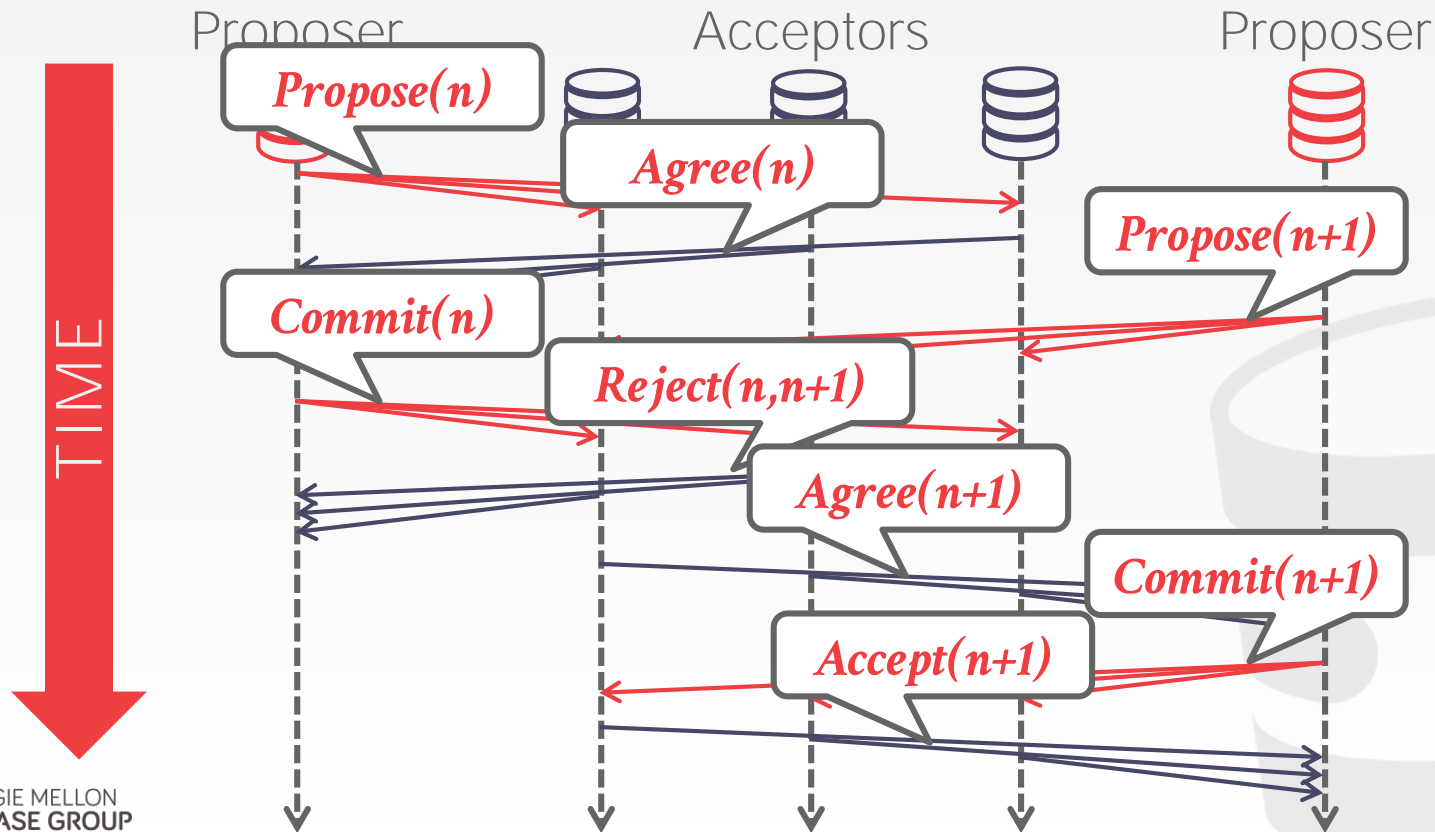 Proposer
Acceptors
Proposer
Propose(n)
Agree(n)
Propose(n+1)
Commit(n)
TIME
Reject(n,n+1)
Agree(n+1)
Commit(n+1)
Accept(n+1)
GIE MELLON
ASE GROUP